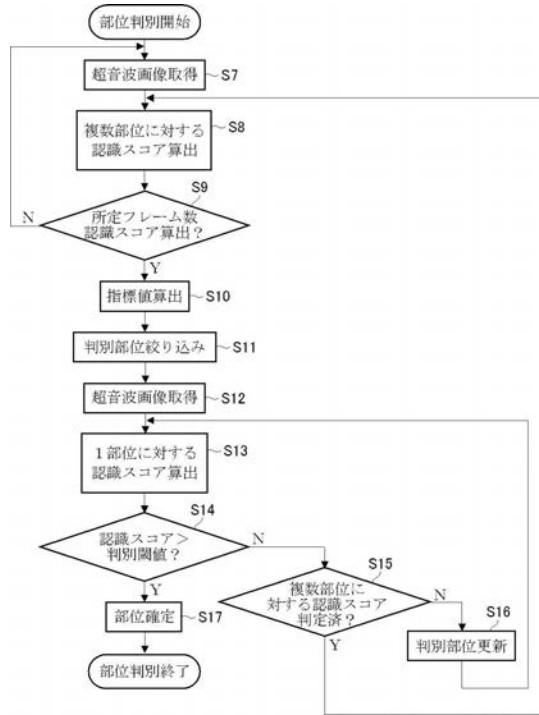 部位判別開始
超音波画像取得
S7
複数部位に対する
認識スコア算出
S8
S9
所定フレーム数
認識スコア算出？
N
Y
指標値算出
S10
判別部位絞り込み
S11
超音波画像取得
S12
１部位に対する
認識スコア算出
S13
S14
認識スコア＞
判別閾値？
N
Y
S15
複数部位に
対する認識スコア
判定済？
N
Y
S16
判別部位更新
部位確定
S17
部位判別終了